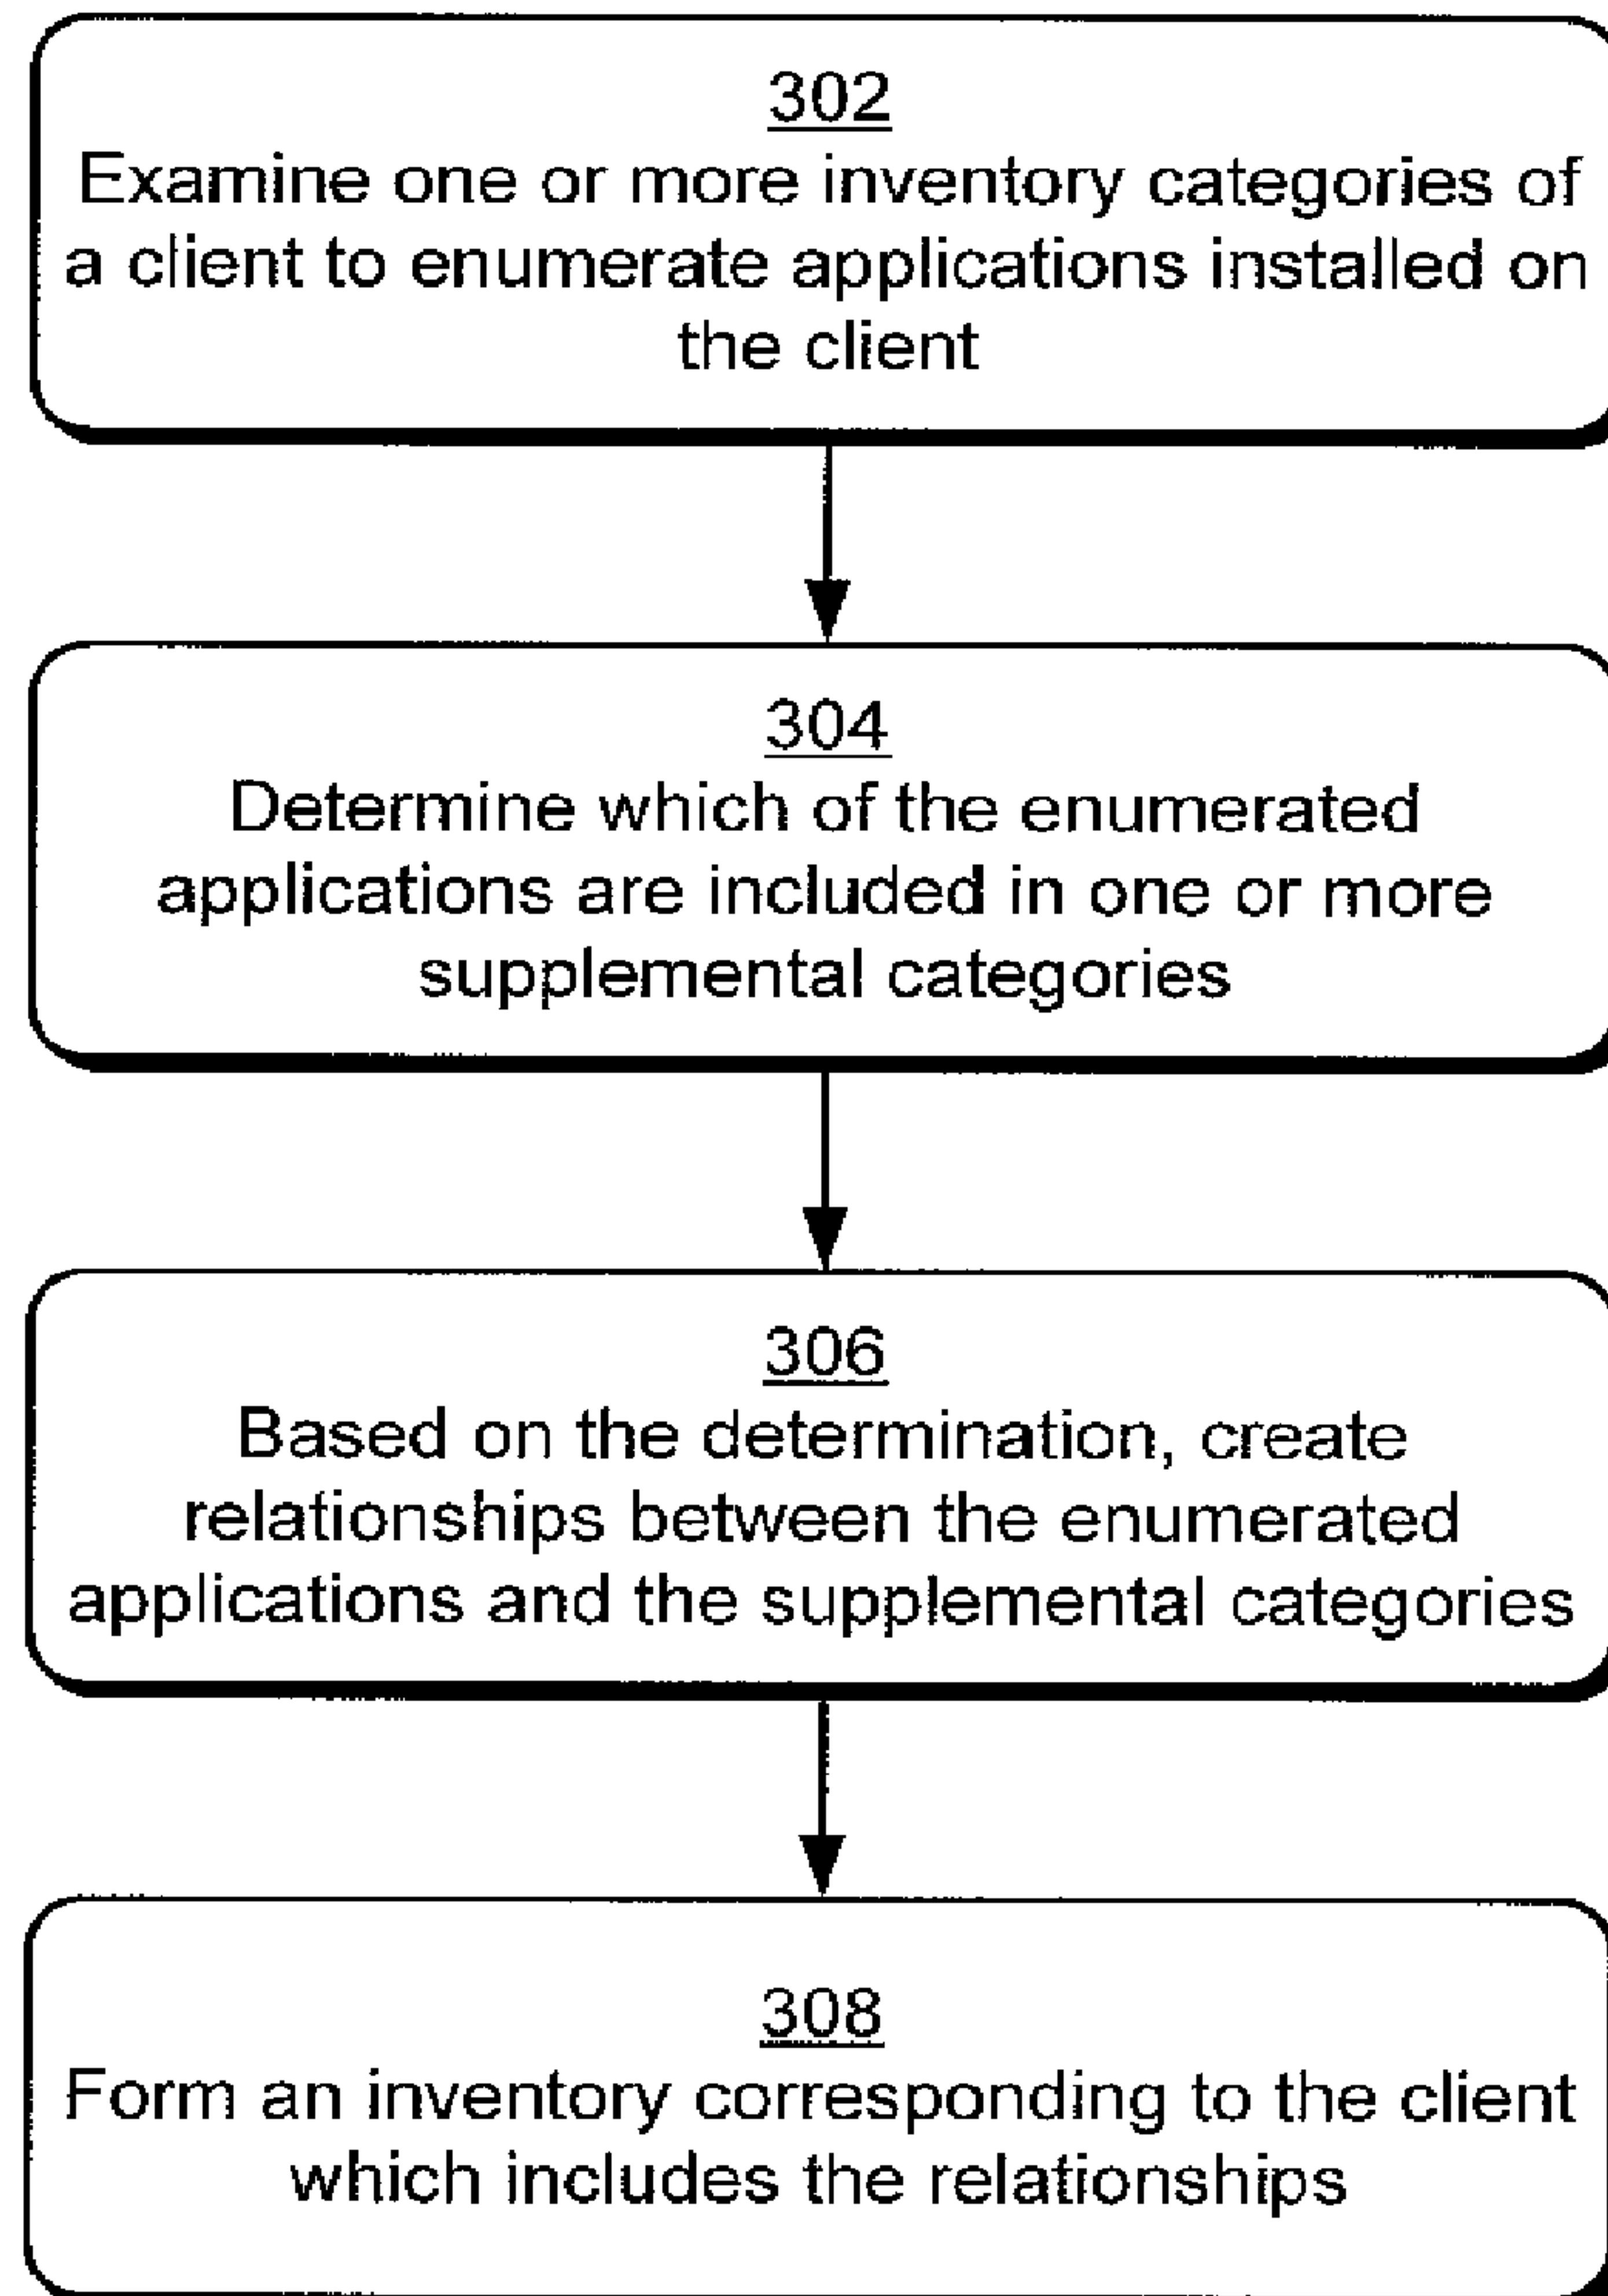 302
Examine one or more inventory categories of
a client to enumerate applications installed on
the client
304
Determine which of the enumerated
applications are included in one or more
supplemental categories
306
Based on the determination, create
relationships between the enumerated
applications and the supplemental categories
308
Form an inventory corresponding to the client
which includes the relationships